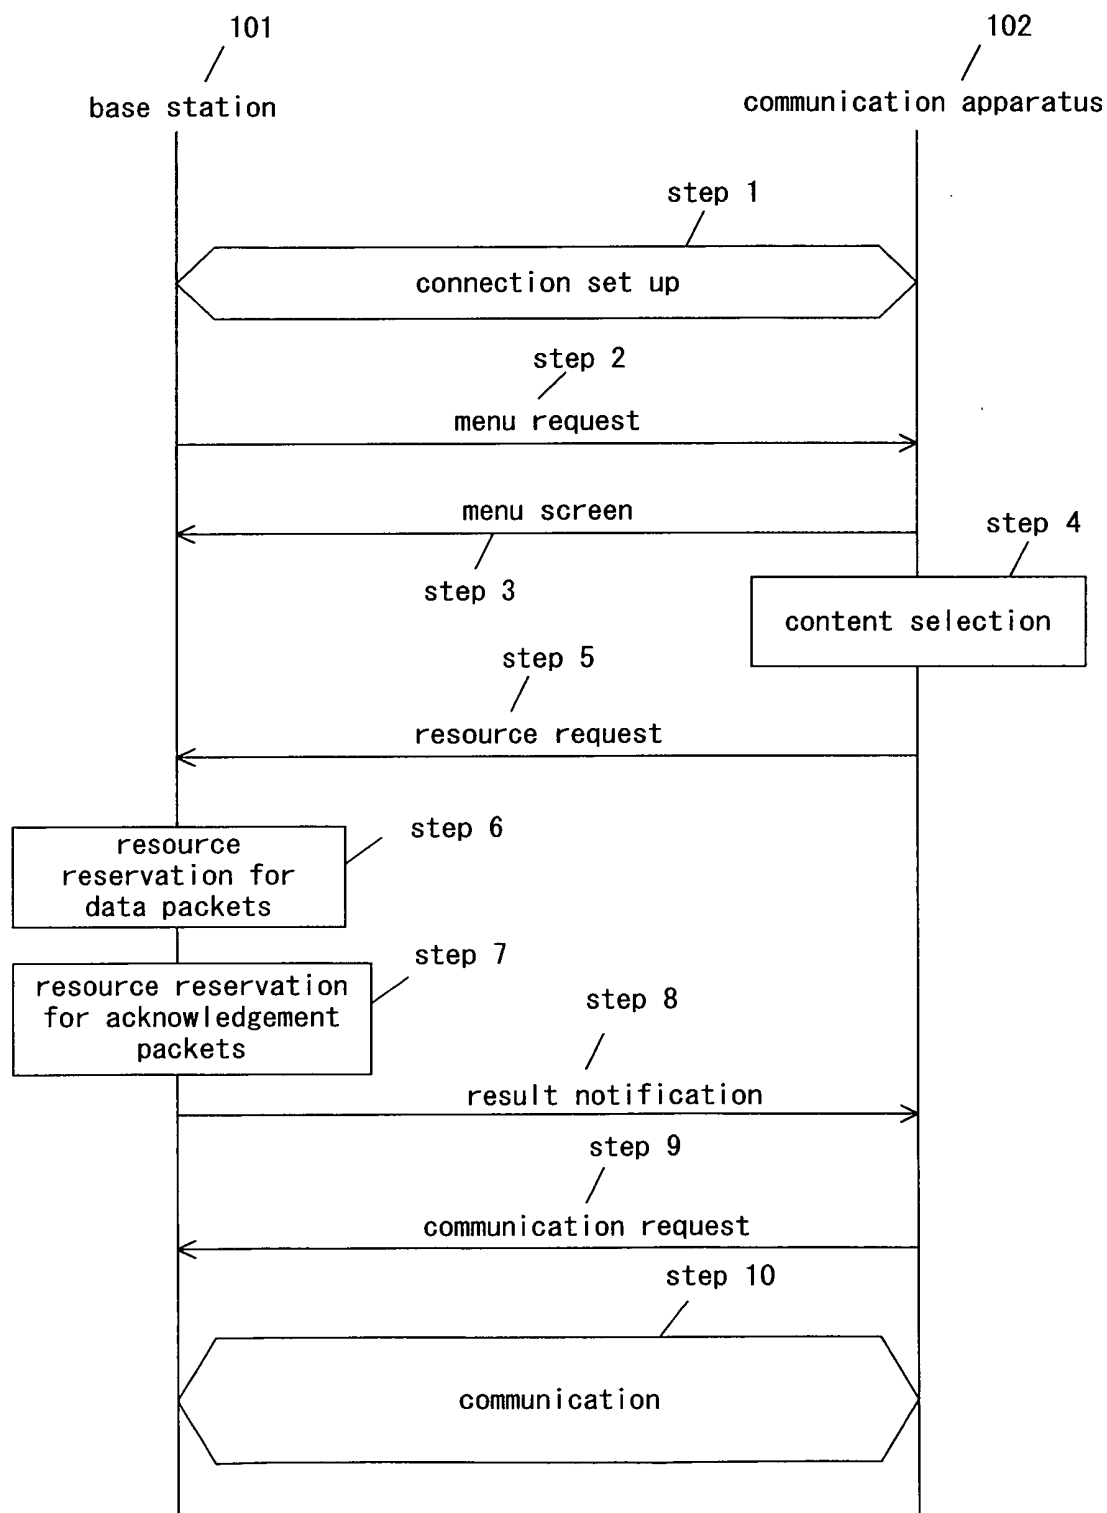 101
102
base station
communication apparatus
step 1
connection set up
step 2
menu request
menu screen
step 3
step 4
content selection
step 5
resource request
step 6
resource
reservation for
data packets
step 7
resource reservation
for acknowledgement
packets
step 8
result notification
step 9
communication request
step 10
communication